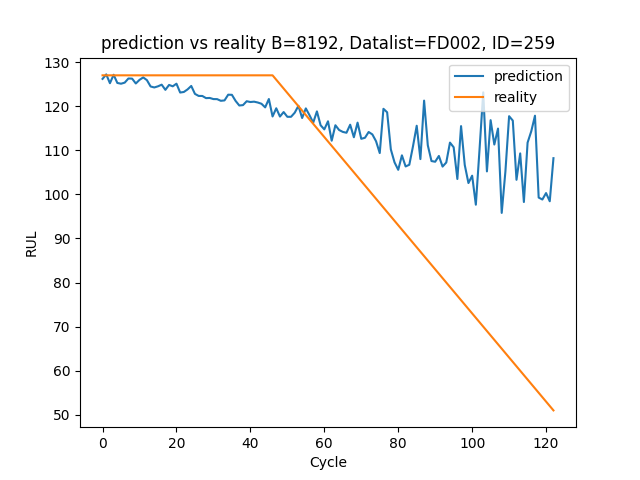 prediction vs reality B=8192, Datalist=FD002, ID=259
prediction
reality
RUL
130
120
110
100
90
80
70
60
50
0 20 40 60 80 100 120
Cycle